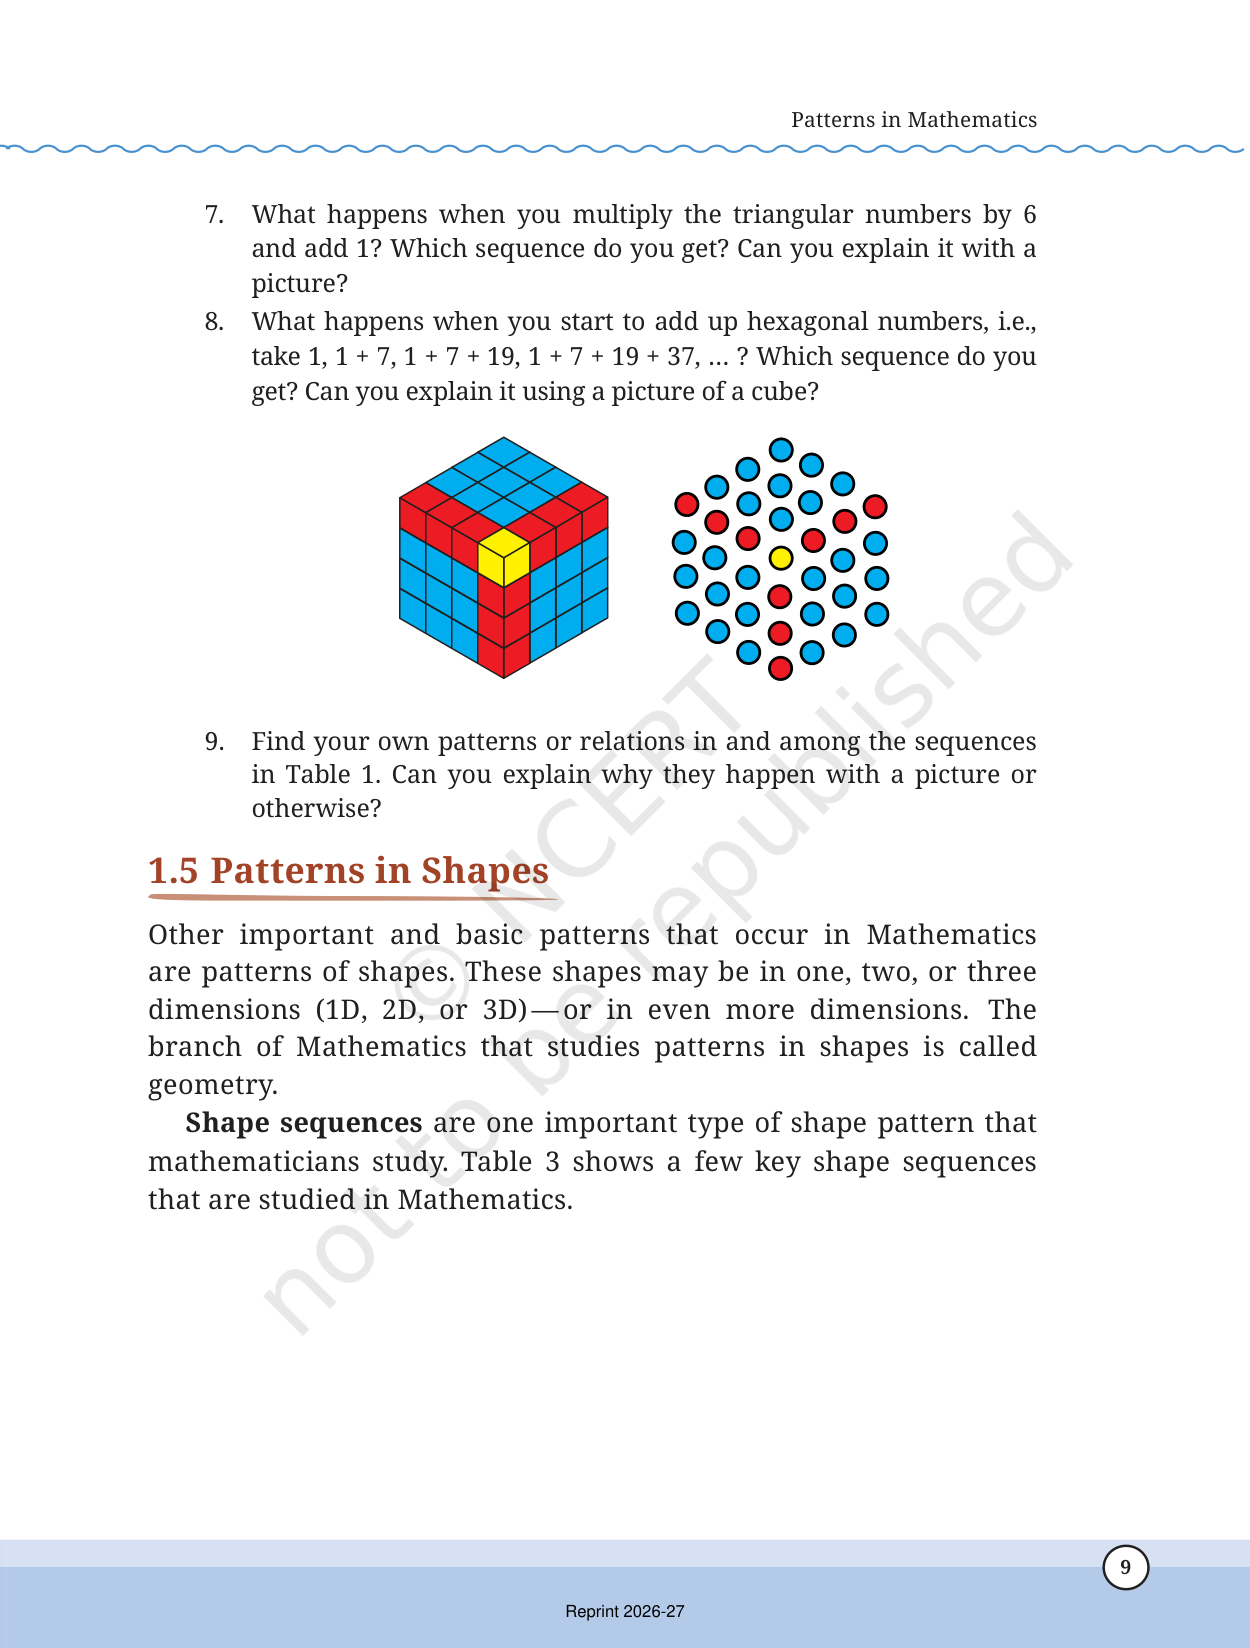 Patterns in Mathematics
7. What happens when you multiply the triangular numbers by 6
and add 1? Which sequence do you get? Can you explain it with a
picture?
8. What happens when you start to add up hexagonal numbers, i.e.,
take 1, 1 + 7, 1 + 7 + 19, 1 + 7 + 19 + 37, … ? Which sequence do you
get? Can you explain it using a picture of a cube?
9. Find your own patterns or relations in and among the sequences
in Table 1. Can you explain why they happen with a picture or
otherwise?
1.5 Patterns in Shapes
Other important and basic patterns that occur in Mathematics
are patterns of shapes. These shapes may be in one, two, or three
dimensions (1D, 2D, or 3D)—or in even more dimensions. The
branch of Mathematics that studies patterns in shapes is called
geometry.
Shape sequences are one important type of shape pattern that
mathematicians study. Table 3 shows a few key shape sequences
that are studied in Mathematics.
© NCERT
not to be republished
9
Reprint 2026-27